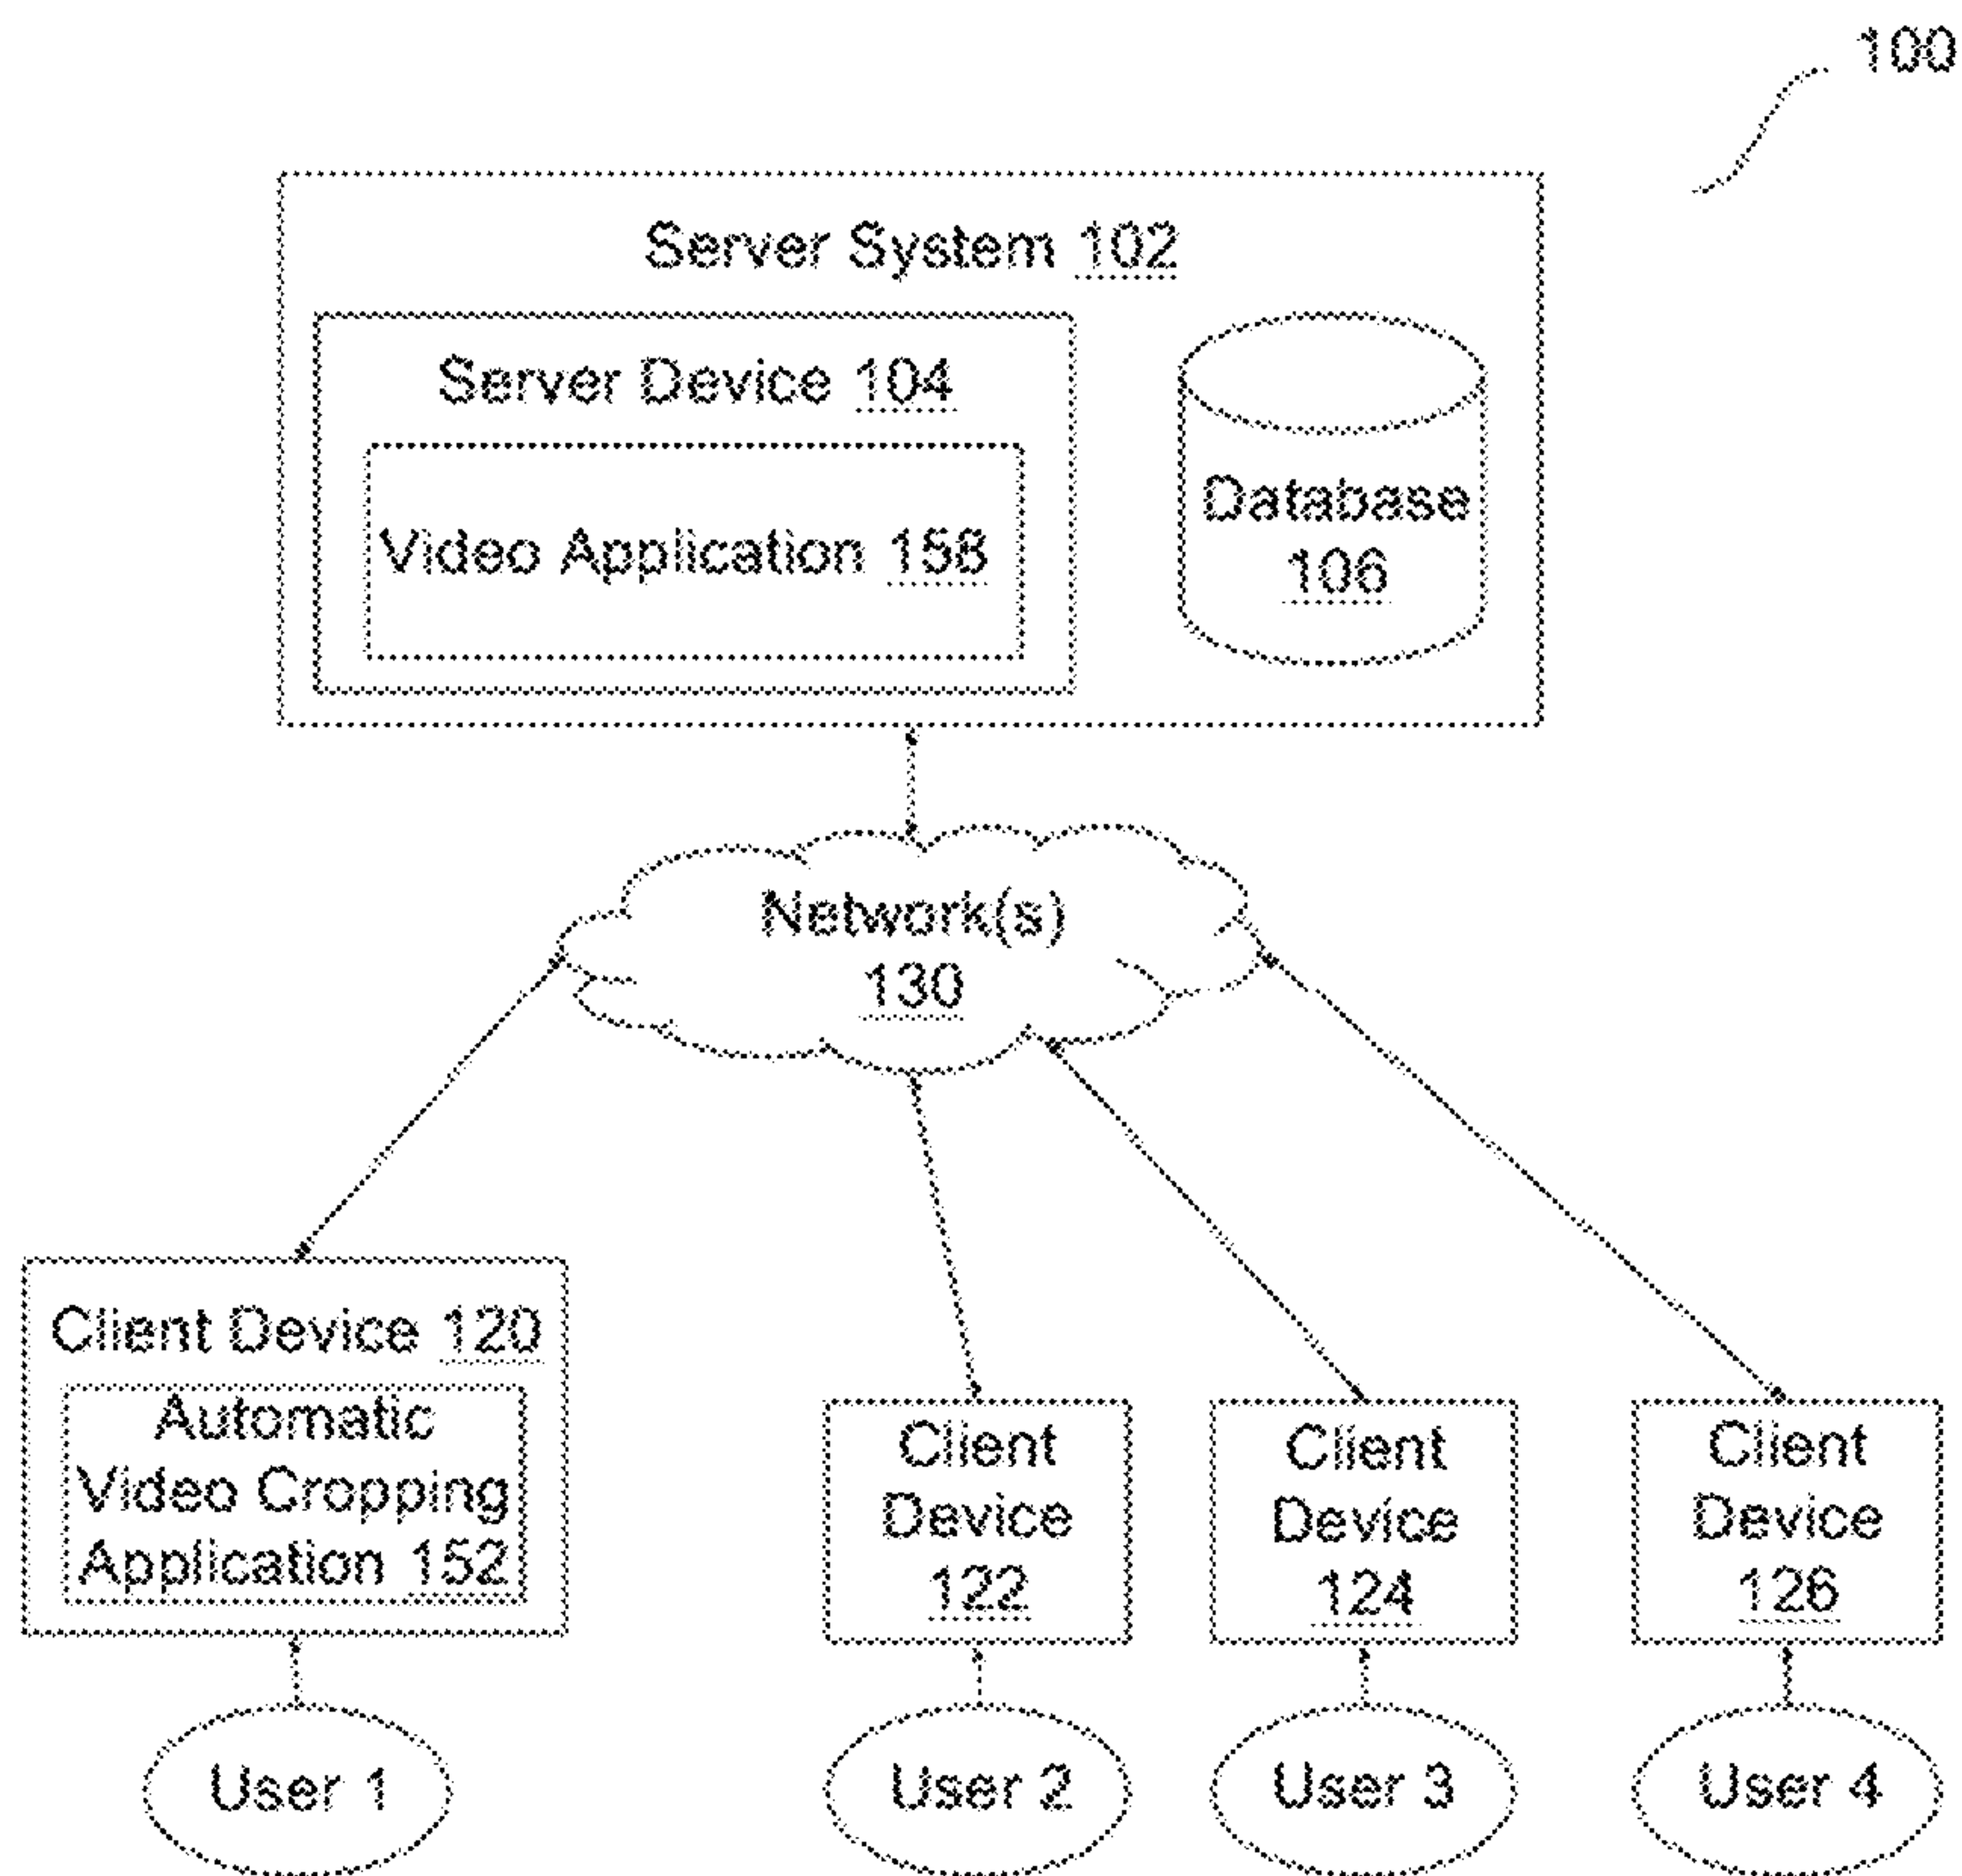 100
Server System 102
Server Device 104
Video Application 158
Database
106
Network(s)
130
Client Device 120
Automatic
Video Cropping
Application 152
Client
Device
122
Client
Device
124
Client
Device
126
User 1
User 2
User 3
User 4